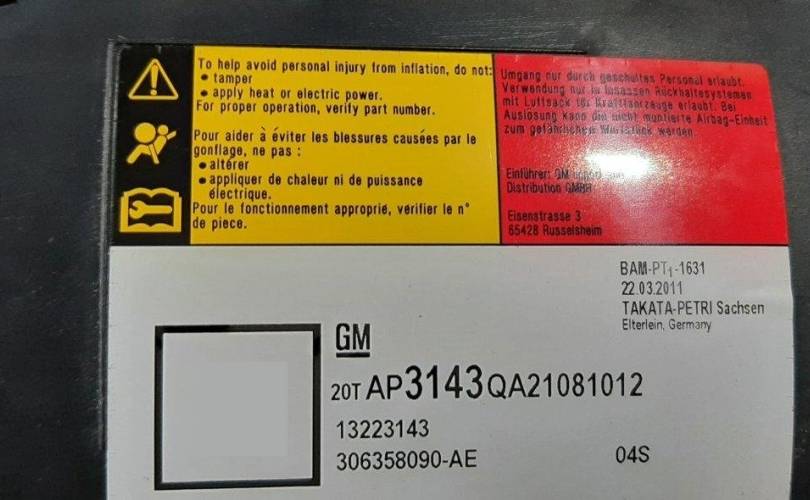 To help avoid personal injury from inflation, do not:
• tamper
• apply heat or electric power.
For proper operation, verify part number.
Pour aider à éviter les blessures causées par le
gonflage, ne pas :
• altérer
• appliquer de chaleur ni de puissance
électrique.
Pour le fonctionnement approprié, vérifier le n°
de piece.
Umgang nur durch geschultes Personal erlaubt.
Verwendung nur in Insassen Rückhaltesystemen
mit Luftsack für Kraftfahrzeuge erlaubt. Bei
Auslösung kann die nicht montierte Airbag-Einheit
zum gefährlichen Wurfstück werden.
Einführer: GM
Distribution GMBH
Eisenstrasse 3
65428 Russelsheim
BAM-PT₁-1631
22.03.2011
TAKATA-PETRI Sachsen
Elterlein, Germany
GM
20T AP3143QA21081012
13223143
306358090-AE 04S